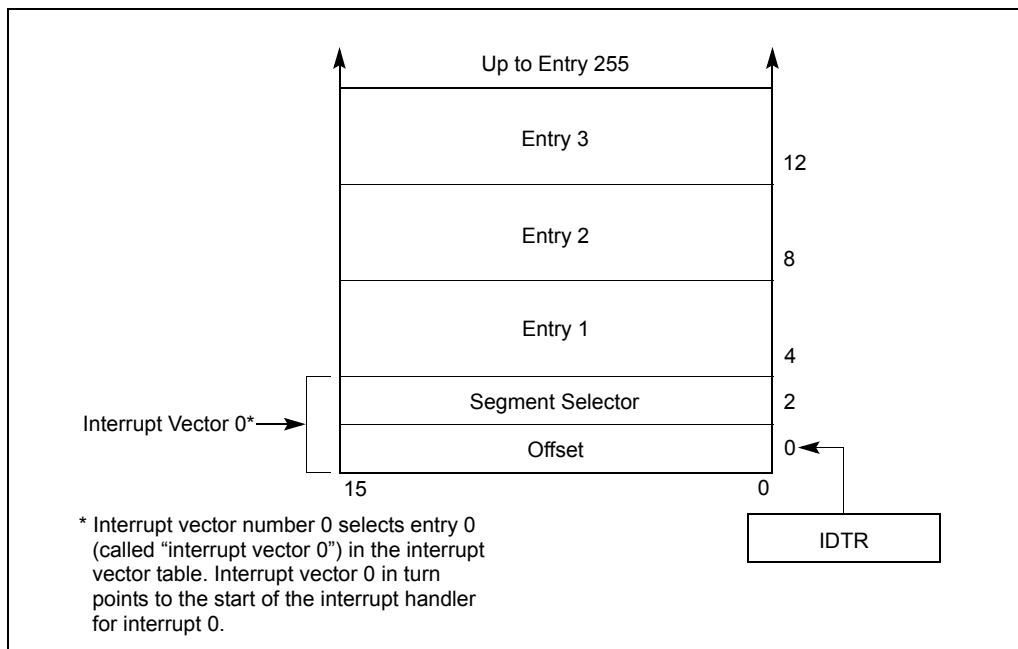 Up to Entry 255
Entry 3
12
Entry 2
8
Entry 1
4
Segment Selector
2
Interrupt Vector 0*
Offset
0
15
0
* Interrupt vector number 0 selects entry 0
(called “interrupt vector 0”) in the interrupt
vector table. Interrupt vector 0 in turn
points to the start of the interrupt handler
for interrupt 0.
IDTR